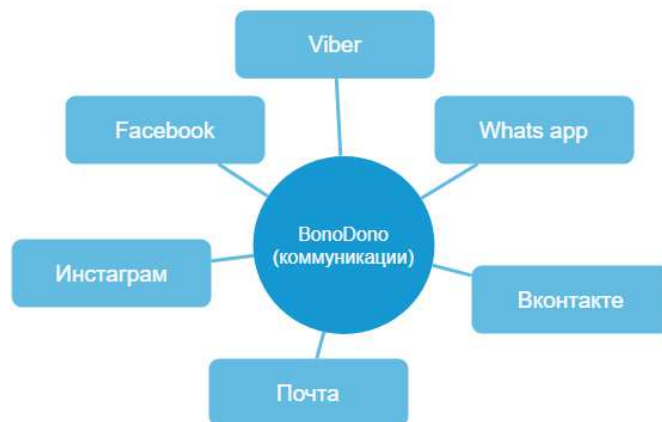 Viber
Facebook
Whats app
BonoDono
(коммуникации)
Инстаграм
Вконтакте
Почта